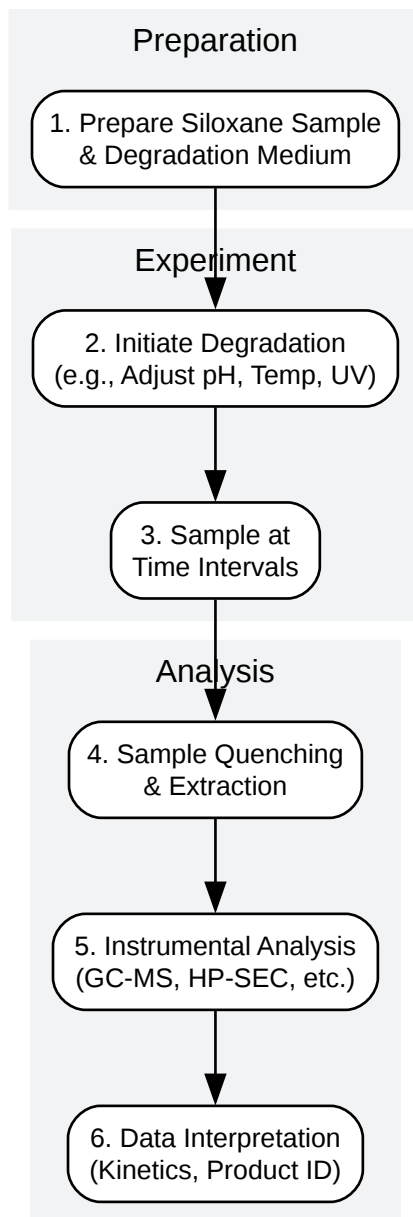 Preparation
1. Prepare Siloxane Sample
& Degradation Medium
Experiment
2. Initiate Degradation
(e.g., Adjust pH, Temp, UV)
3. Sample at
Time Intervals
Analysis
4. Sample Quenching
& Extraction
5. Instrumental Analysis
(GC-MS, HP-SEC, etc.)
6. Data Interpretation
(Kinetics, Product ID)